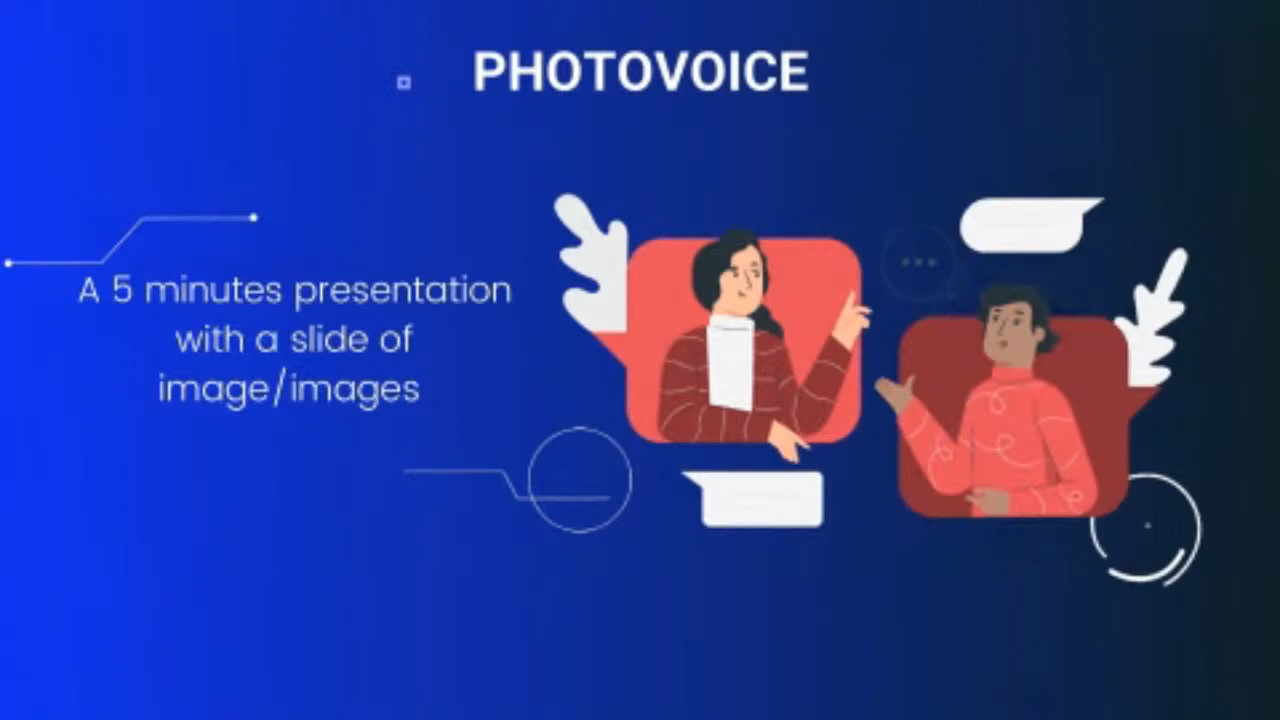 PHOTOVOICE
A 5 minutes presentation
with a slide of
image/images